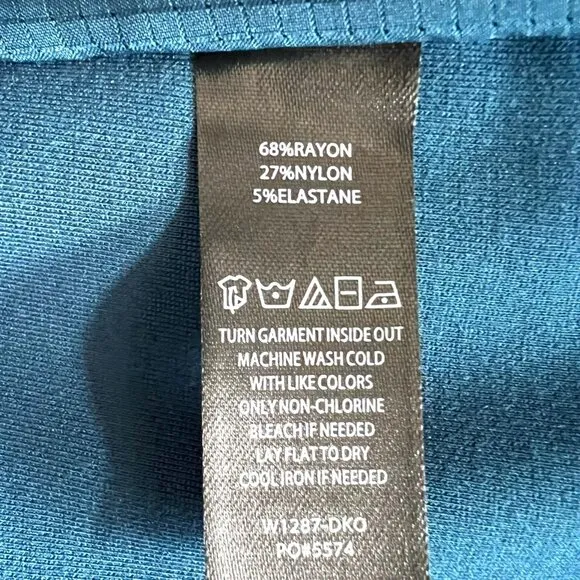 68%RAYON
27%NYLON
5%ELASTANE
TURN GARMENT INSIDE OUT
MACHINE WASH COLD
WITH LIKE COLORS
ONLY NON-CHLORINE
BLEACH IF NEEDED
LAY FLAT TO DRY
COOL IRON IF NEEDED
W1287-DKO
PO#5574